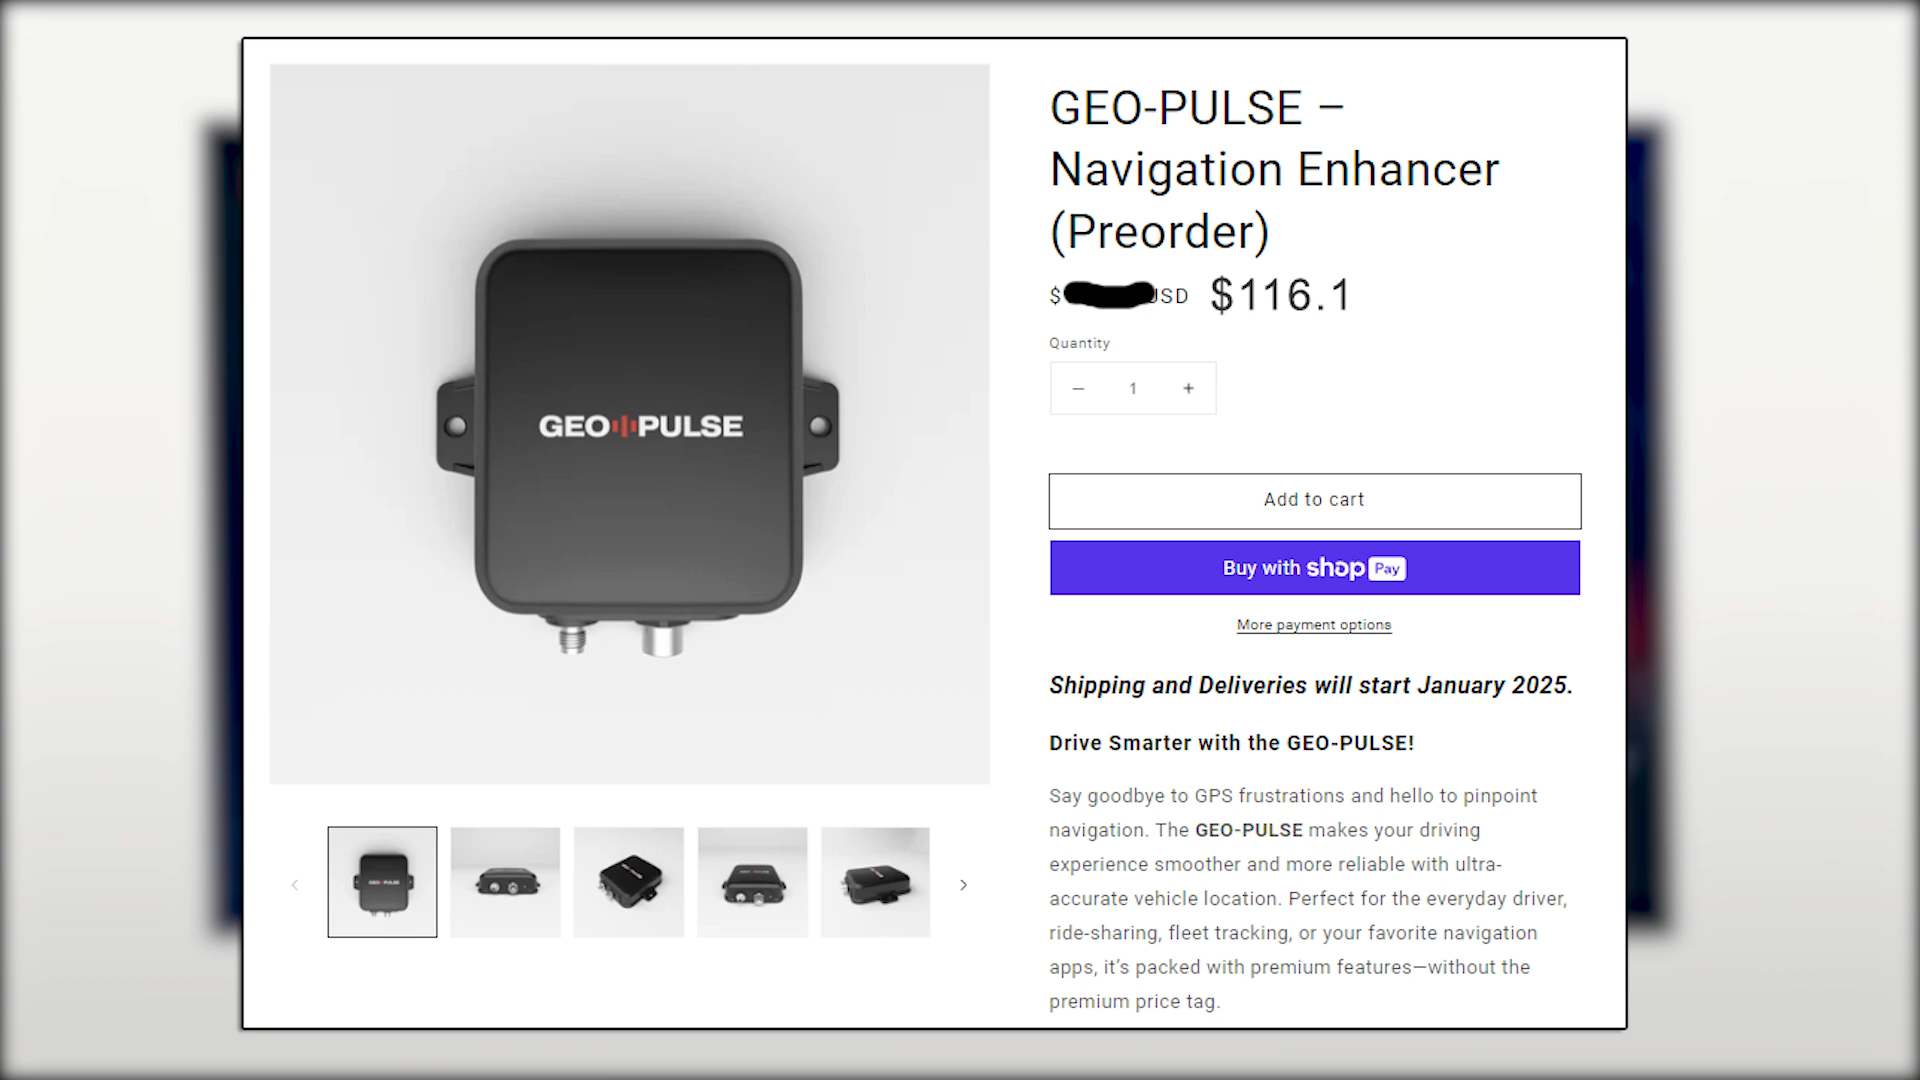 GEO-PULSE –
Navigation Enhancer
(Preorder)
$ USD $116.1
Quantity
− 1 +
GEO PULSE
Add to cart
Buy with shop Pay
More payment options
Shipping and Deliveries will start January 2025.
Drive Smarter with the GEO-PULSE!
Say goodbye to GPS frustrations and hello to pinpoint
navigation. The GEO-PULSE makes your driving
experience smoother and more reliable with ultra-
accurate vehicle location. Perfect for the everyday driver,
ride-sharing, fleet tracking, or your favorite navigation
apps, it’s packed with premium features—without the
premium price tag.